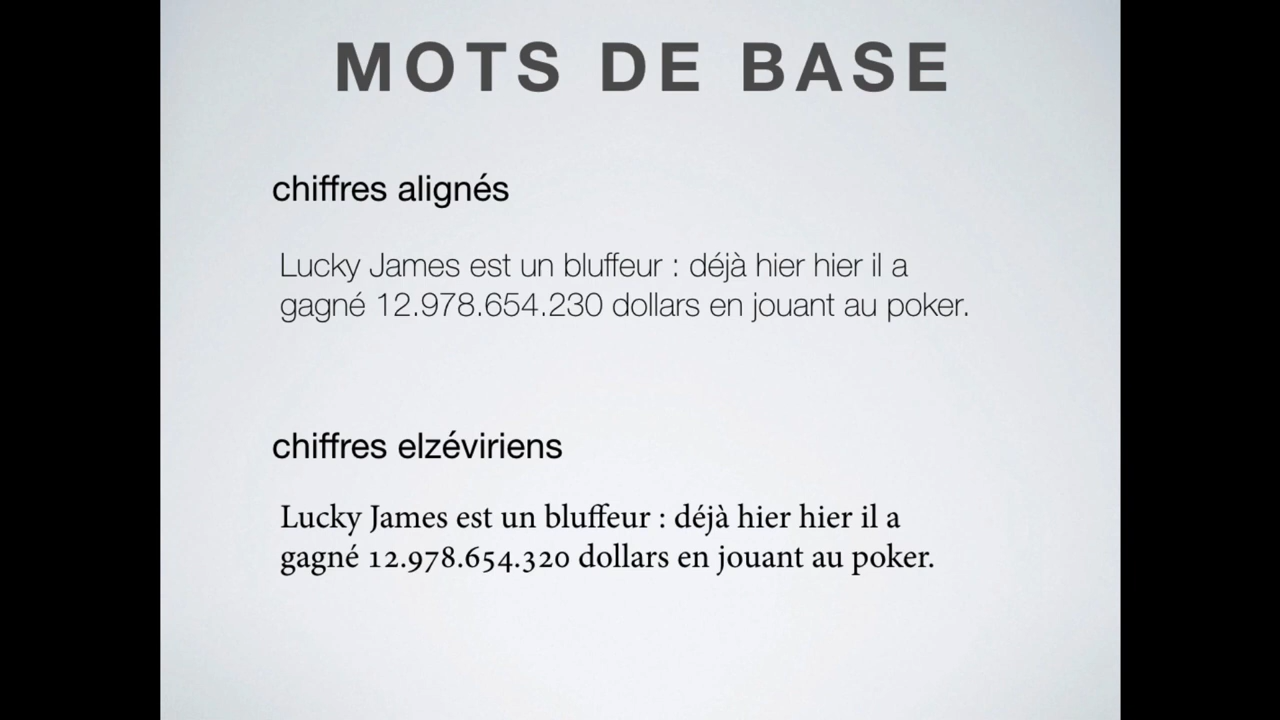 MOTS DE BASE
chiffres alignés
Lucky James est un bluffeur : déjà hier hier il a
gagné 12.978.654.230 dollars en jouant au poker.
chiffres elzéviriens
Lucky James est un bluffeur : déjà hier hier il a
gagné 12.978.654.320 dollars en jouant au poker.